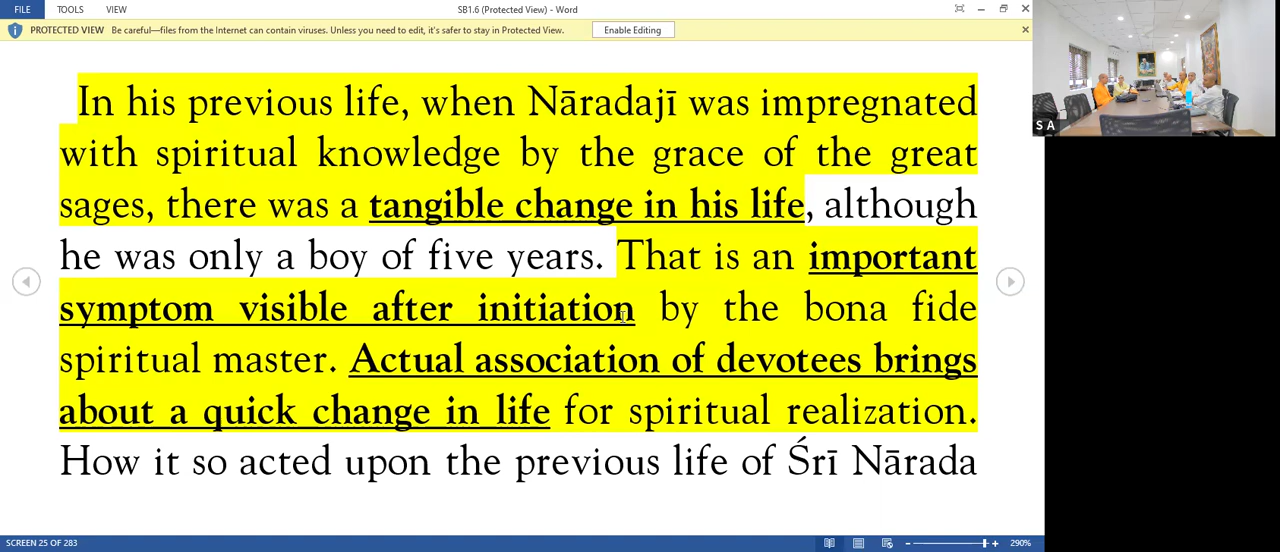 FILE TOOLS VIEW SB1.6 (Protected View) - Word
PROTECTED VIEW Be careful—files from the Internet can contain viruses. Unless you need to edit, it's safer to stay in Protected View. Enable Editing
In his previous life, when Nāradajī was impregnated
with spiritual knowledge by the grace of the great
sages, there was a tangible change in his life, although
he was only a boy of five years. That is an important
symptom visible after initiation by the bona fide
spiritual master. Actual association of devotees brings
about a quick change in life for spiritual realization.
How it so acted upon the previous life of Śrī Nārada
SCREEN 25 OF 283 290%
S A